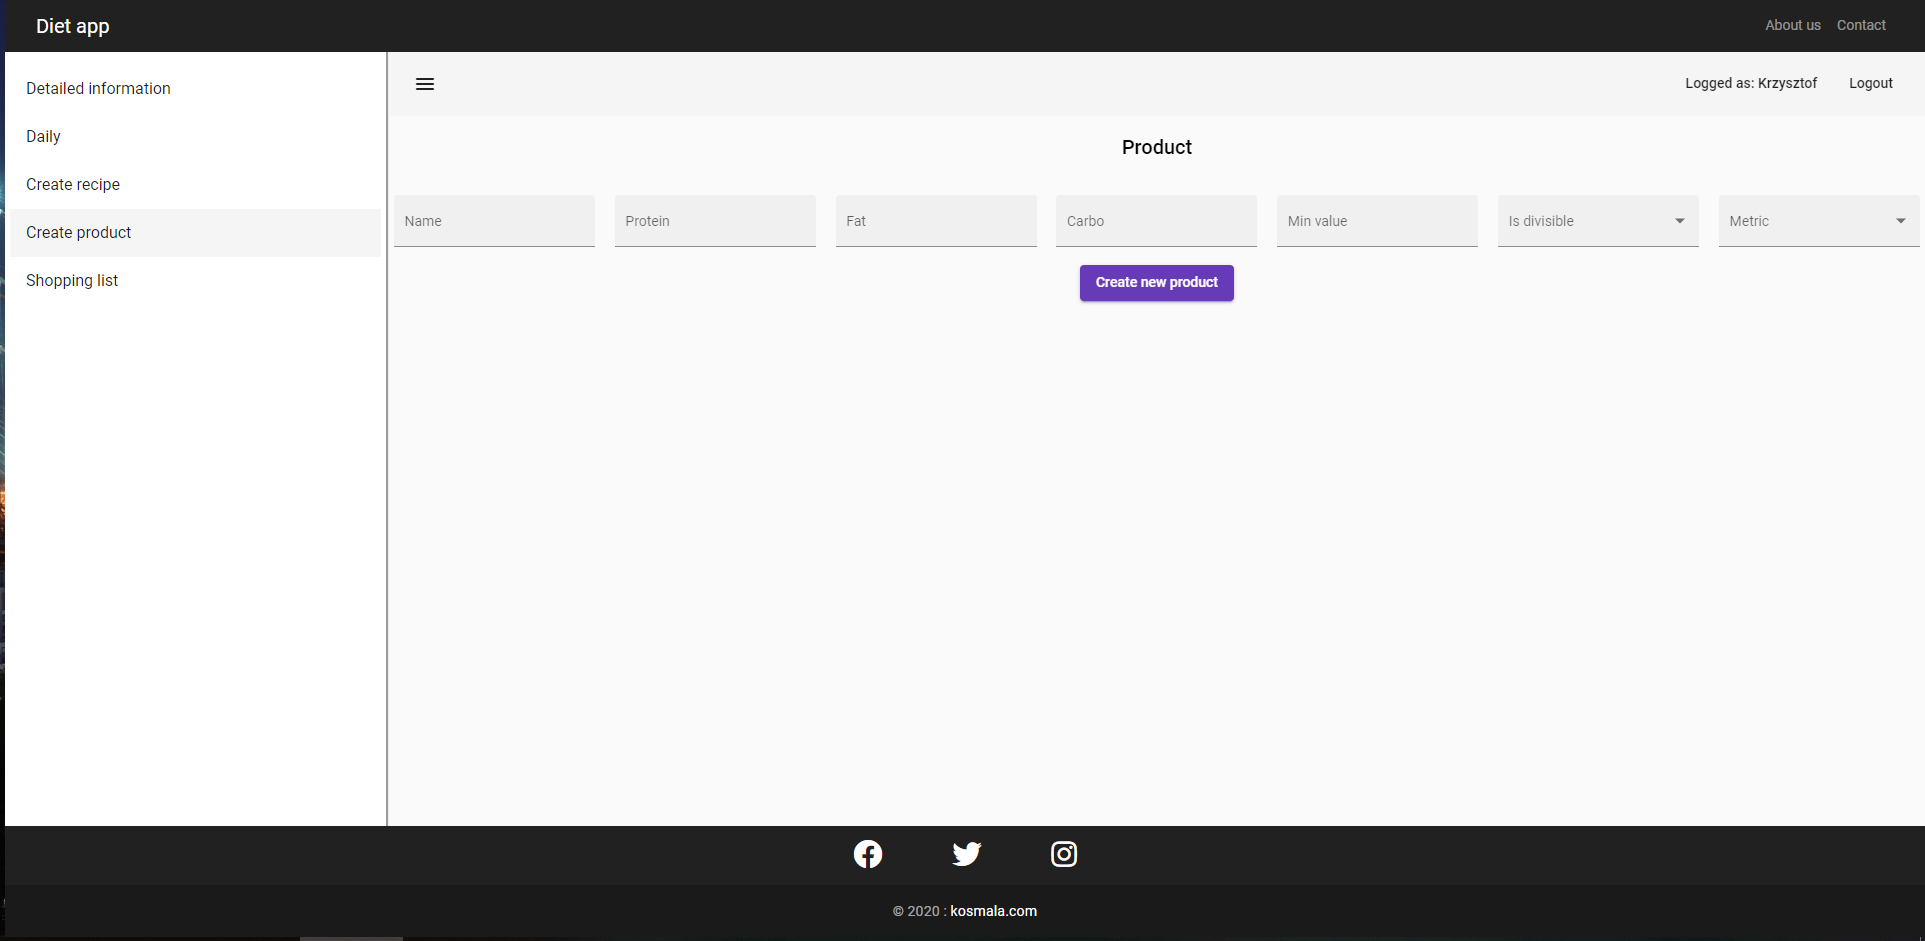 Diet app
About us Contact
Detailed information
Daily
Create recipe
Create product
Shopping list
Logged as: Krzysztof Logout
Product
Name Protein Fat Carbo Min value Is divisible Metric
Create new product
© 2020 : kosmala.com